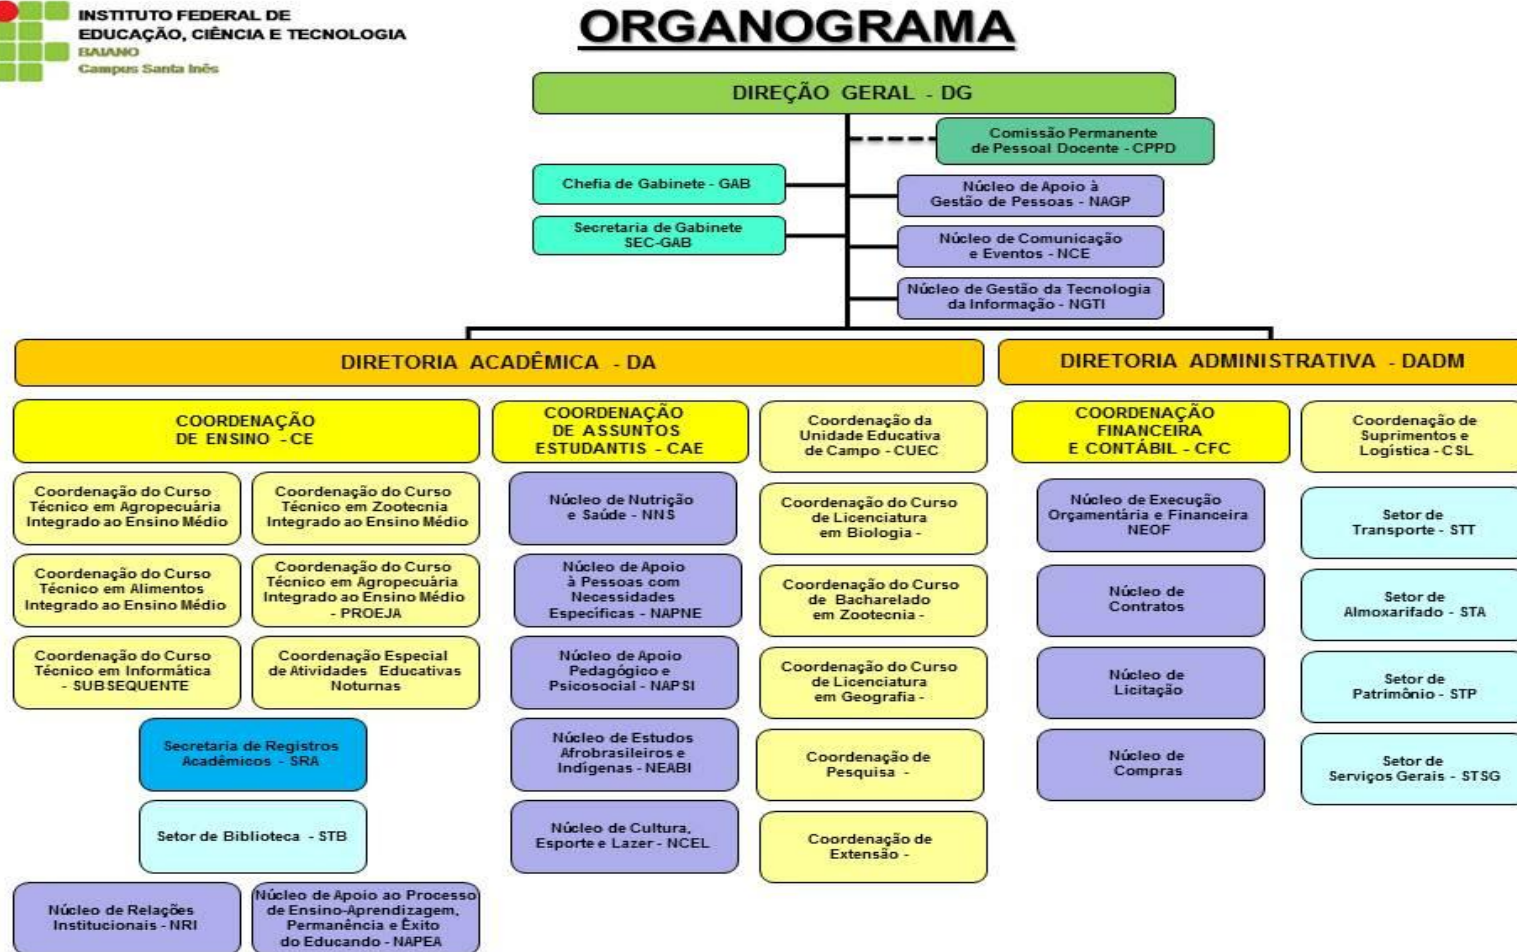 INSTITUTO FEDERAL DE
EDUCAÇÃO, CIÊNCIA E TECNOLOGIA
BAIANO
Campus Santa Inês
ORGANOGRAMA
DIREÇÃO GERAL - DG
Comissão Permanente
de Pessoal Docente - CPPD
Chefia de Gabinete - GAB
Núcleo de Apoio à
Gestão de Pessoas - NAGP
Secretaria de Gabinete
SEC-GAB
Núcleo de Comunicação
e Eventos - NCE
Núcleo de Gestão da Tecnologia
da Informação - NGTI
DIRETORIA ACADÊMICA - DA
DIRETORIA ADMINISTRATIVA - DADM
COORDENAÇÃO
DE ENSINO - CE
COORDENAÇÃO
DE ASSUNTOS
ESTUDANTIS - CAE
Coordenação da
Unidade Educativa
de Campo - CUEC
COORDENAÇÃO
FINANCEIRA
E CONTÁBIL - CFC
Coordenação de
Suprimentos e
Logística - CSL
Coordenação do Curso
Técnico em Agropecuária
Integrado ao Ensino Médio
Coordenação do Curso
Técnico em Zootecnia
Integrado ao Ensino Médio
Núcleo de Nutrição
e Saúde - NNS
Coordenação do Curso
de Licenciatura
em Biologia -
Núcleo de Execução
Orçamentária e Financeira
NEOF
Setor de
Transporte - STT
Coordenação do Curso
Técnico em Alimentos
Integrado ao Ensino Médio
Coordenação do Curso
Técnico em Agropecuária
Integrado ao Ensino Médio
- PROEJA
Núcleo de Apoio
à Pessoas com
Necessidades
Específicas - NAPNE
Coordenação do Curso
de Bacharelado
em Zootecnia -
Núcleo de
Contratos
Setor de
Almoxarifado - STA
Coordenação do Curso
Técnico em Informática
- SUBSEQUENTE
Coordenação Especial
de Atividades Educativas
Noturnas
Núcleo de Apoio
Pedagógico e
Psicosocial - NAPSI
Coordenação do Curso
de Licenciatura
em Geografia -
Núcleo de
Licitação
Setor de
Patrimônio - STP
Secretaria de Registros
Acadêmicos - SRA
Núcleo de Estudos
Afrobrasileiros e
Indígenas - NEABI
Coordenação de
Pesquisa -
Núcleo de
Compras
Setor de
Serviços Gerais - STSG
Setor de Biblioteca - STB
Núcleo de Cultura,
Esporte e Lazer - NCEL
Coordenação de
Extensão -
Núcleo de Relações
Institucionais - NRI
Núcleo de Apoio ao Processo
de Ensino-Aprendizagem,
Permanência e Êxito
do Educando - NAPEA